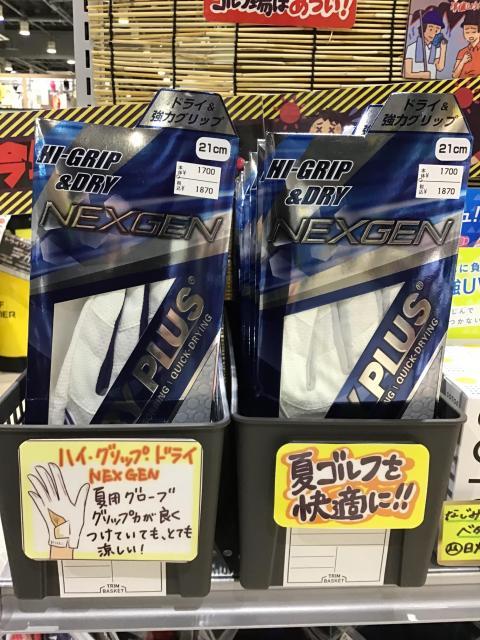 ゴルフ場はあつい!
ドライ&
強力グリップ
21cm
HI-GRIP
&DRY
本体 1700
税込 1870
NEXGEN
PLUS®
QUICK-DRYING
ドライ&
強力グリップ
21cm
HI-GRIP
&DRY
本体 1700
税込 1870
NEXGEN
Y PLUS®
QUICK-DRYING
ハイ・グリップ・ドライ
NEXGEN
夏用グローブ
グリップ力が良く
つけていても、とても
涼しい!
夏ゴルフも
快適に!!
TRIM
BASKET
TRIM
BASKET